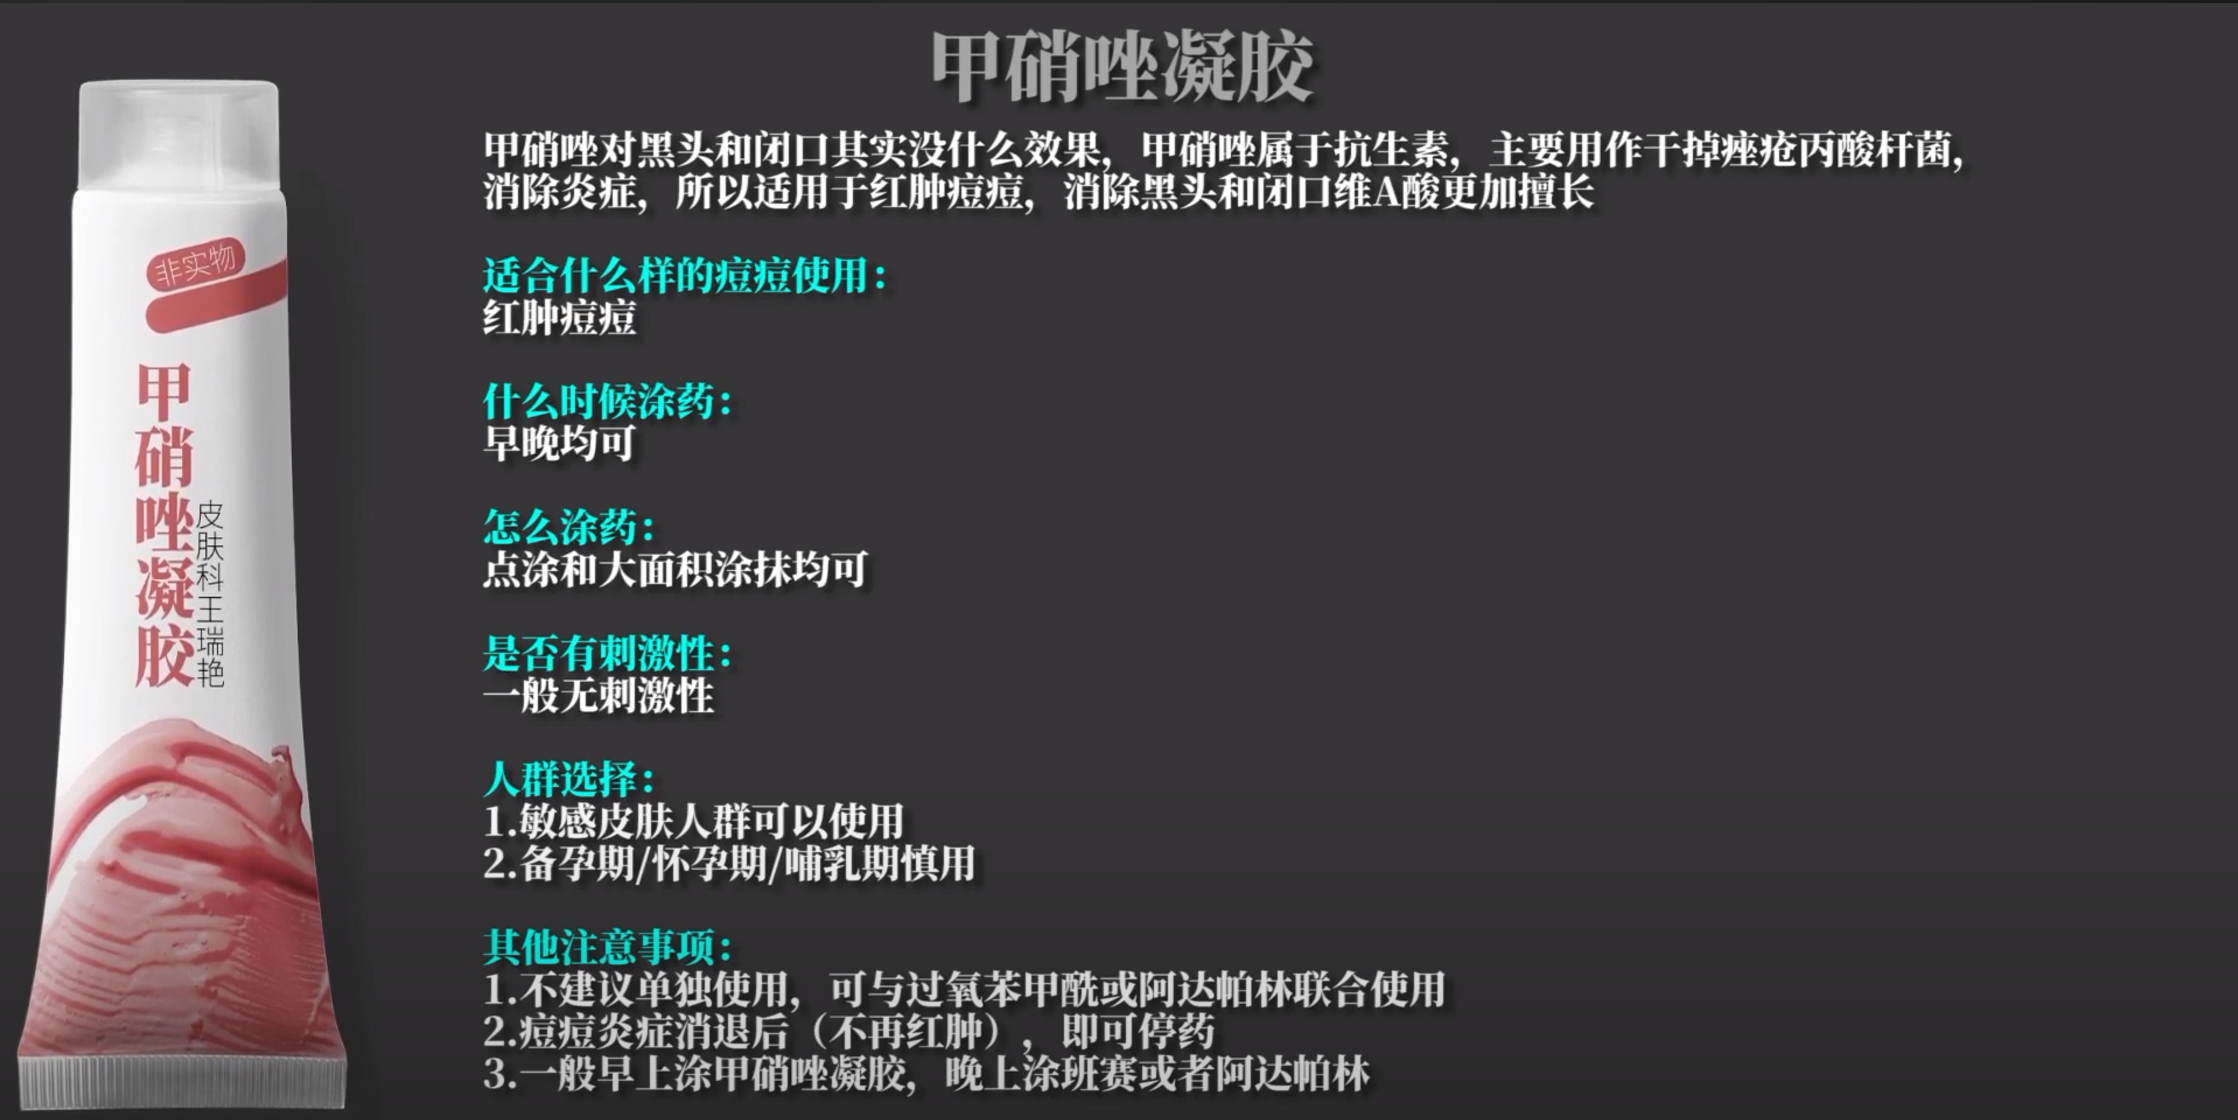 甲硝唑凝胶
甲硝唑对黑头和闭口其实没什么效果，甲硝唑属于抗生素，主要用作干掉痤疮丙酸杆菌，
消除炎症，所以适用于红肿痘痘，消除黑头和闭口维A酸更加擅长
适合什么样的痘痘使用：
红肿痘痘
什么时候涂药：
早晚均可
怎么涂药：
点涂和大面积涂抹均可
是否有刺激性：
一般无刺激性
人群选择：
1.敏感皮肤人群可以使用
2.备孕期/怀孕期/哺乳期慎用
其他注意事项：
1.不建议单独使用，可与过氧苯甲酰或阿达帕林联合使用
2.痘痘炎症消退后（不再红肿），即可停药
3.一般早上涂甲硝唑凝胶，晚上涂班赛或者阿达帕林
非实物
甲硝唑凝胶
皮肤科王瑞艳